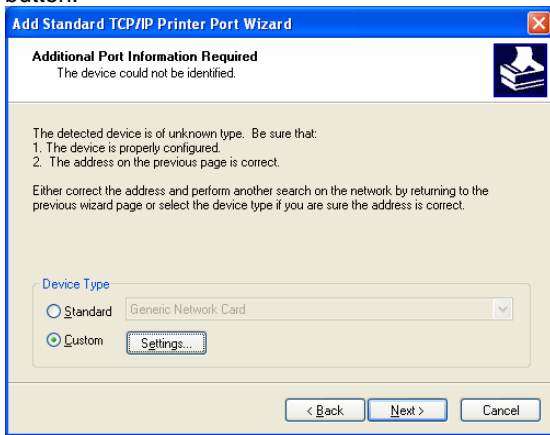 button.
Add Standard TCP/IP Printer Port Wizard
Additional Port Information Required
The device could not be identified.
The detected device is of unknown type. Be sure that:
1. The device is properly configured.
2. The address on the previous page is correct.
Either correct the address and perform another search on the network by returning to the
previous wizard page or select the device type if you are sure the address is correct.
Device Type
Standard Generic Network Card
Custom Settings...
< Back Next > Cancel